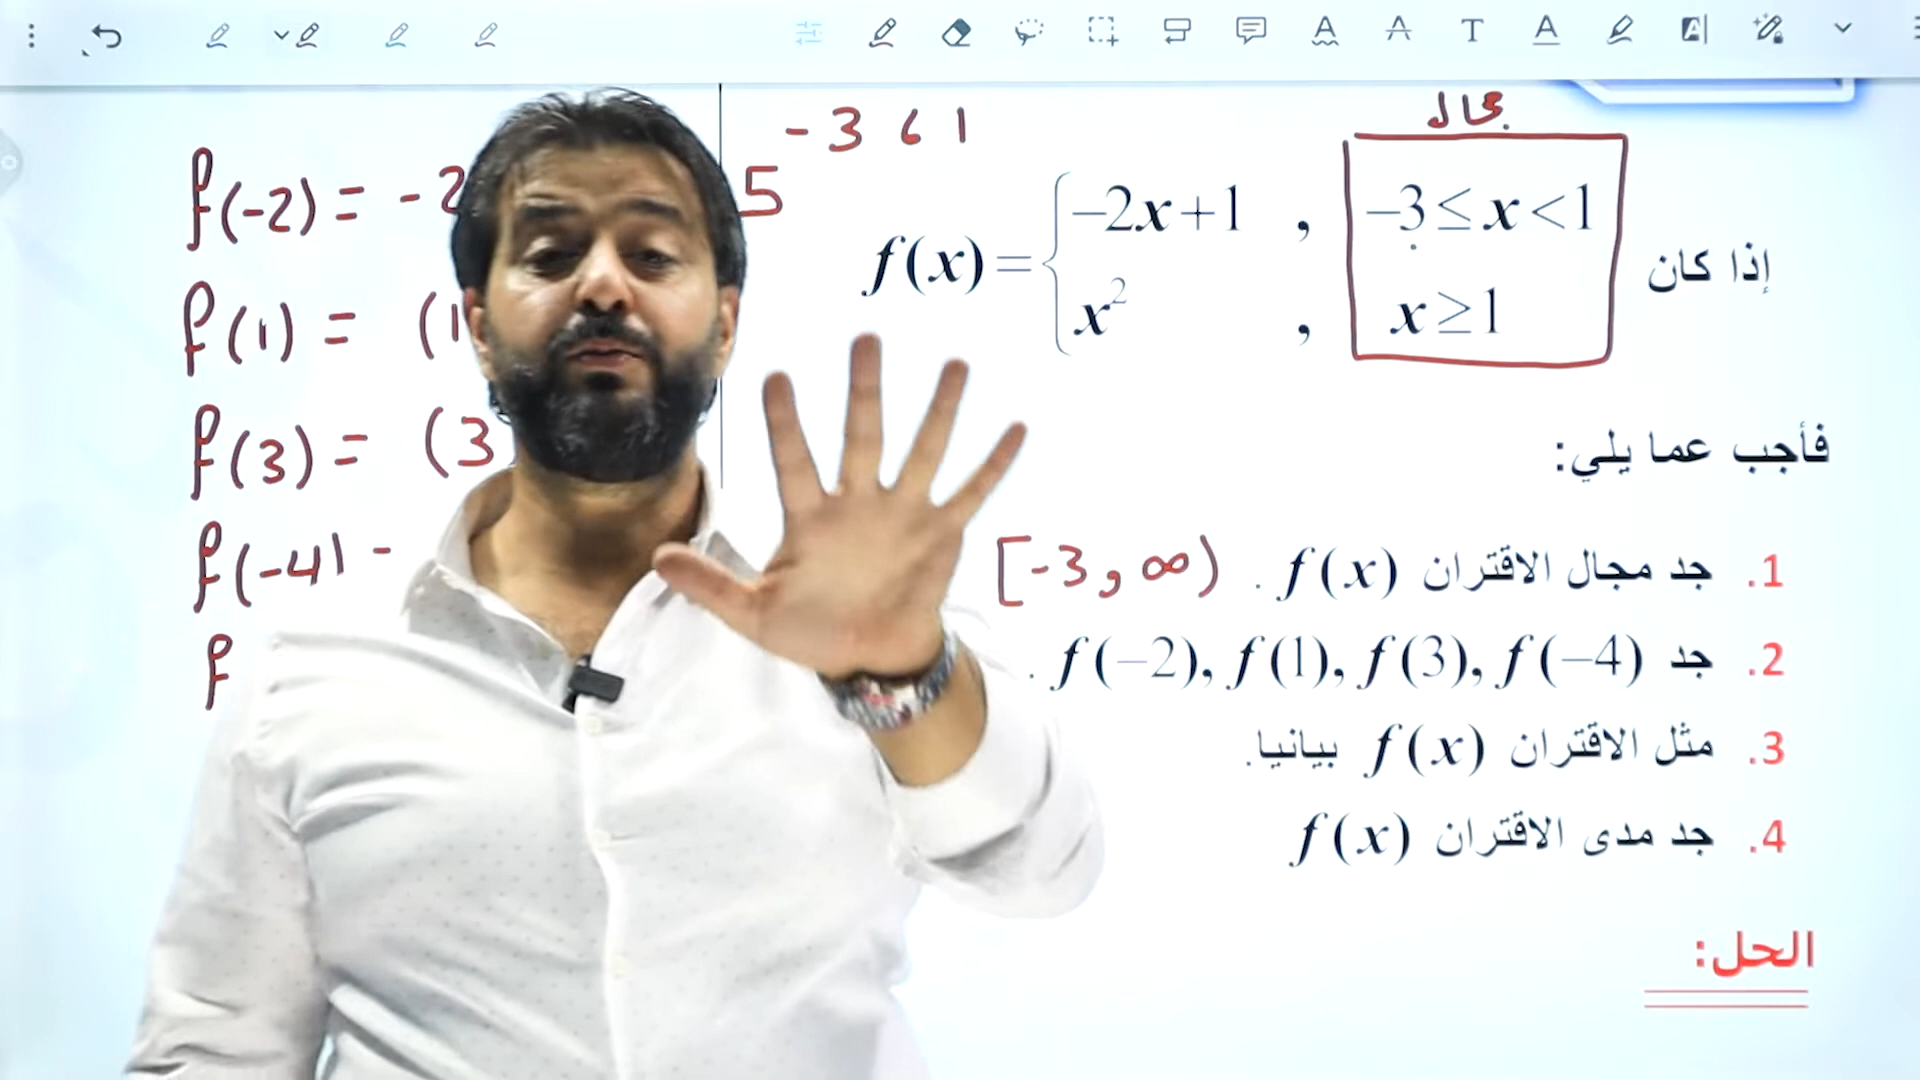 مجال
-3 , 1
إذا كان f(x) = { -2x+1 , -3 ≤ x < 1
x² , x ≥ 1
فأجب عما يلي:
1. جد مجال الاقتران f(x) . [-3, ∞)
2. جد f(-2), f(1), f(3), f(-4) .
3. مثل الاقتران f(x) بيانيا.
4. جد مدى الاقتران f(x)
الحل:
f(-2) = -2 5
f(1) = (1
f(3) = (3
f(-4) -
f